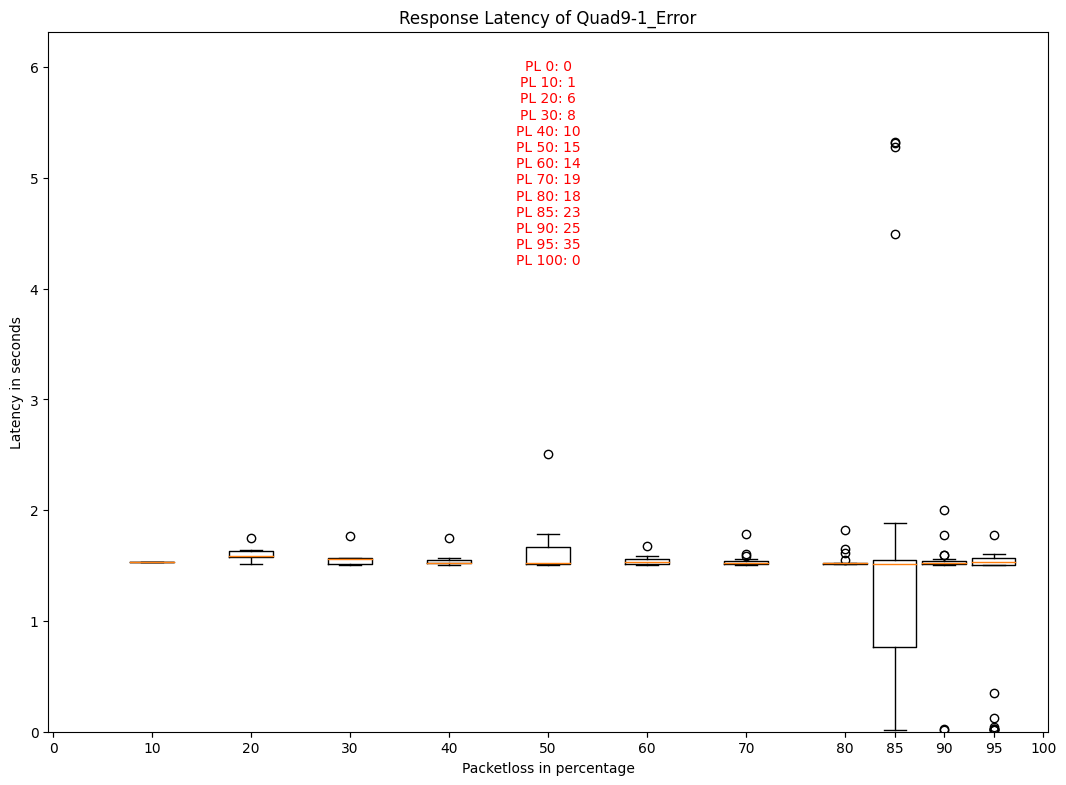 Response Latency of Quad9-1_Error
PL 0: 0
PL 10: 1
PL 20: 6
PL 30: 8
PL 40: 10
PL 50: 15
PL 60: 14
PL 70: 19
PL 80: 18
PL 85: 23
PL 90: 25
PL 95: 35
PL 100: 0
Latency in seconds
6
5
4
3
2
1
0
0 10 20 30 40 50 60 70 80 85 90 95 100
Packetloss in percentage